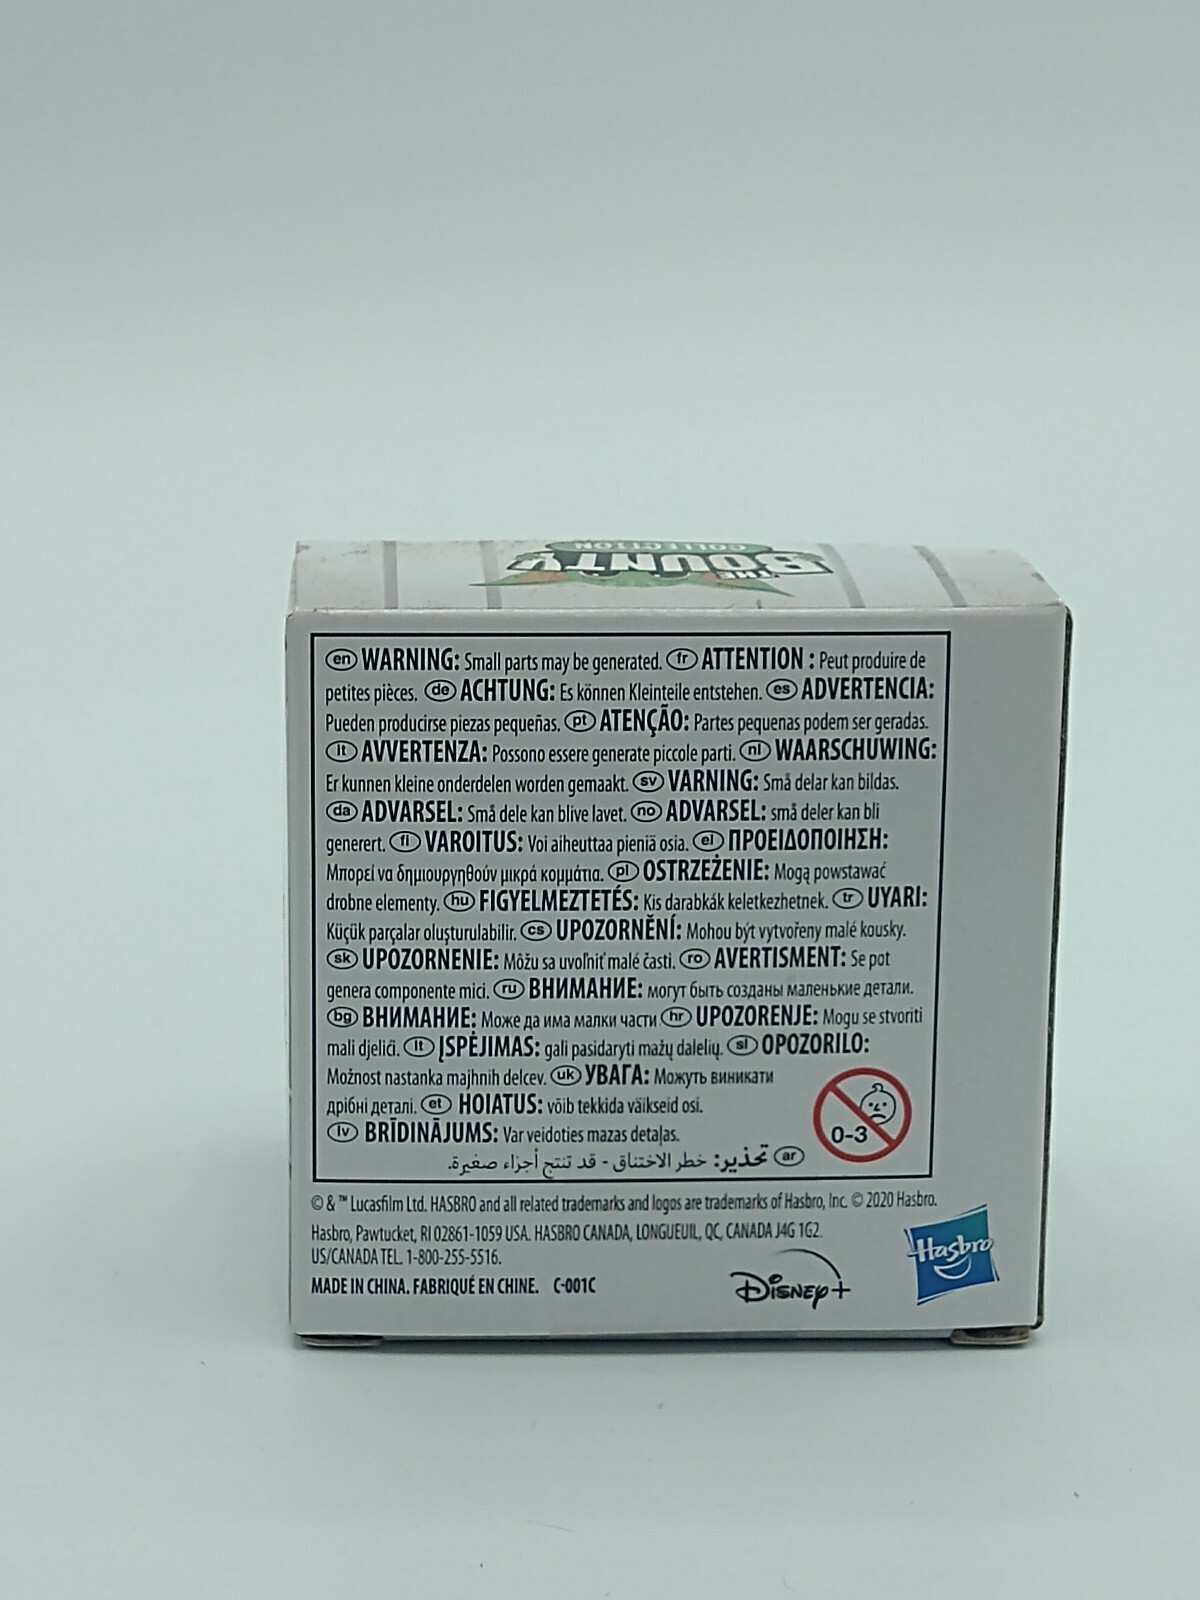 THE
BOUNTY
COLLECTION
en WARNING: Small parts may be generated. fr ATTENTION : Peut produire de
petites pièces. de ACHTUNG: Es können Kleinteile entstehen. es ADVERTENCIA:
Pueden producirse piezas pequeñas. pt ATENÇÃO: Partes pequenas podem ser geradas.
it AVVERTENZA: Possono essere generate piccole parti. nl WAARSCHUWING:
Er kunnen kleine onderdelen worden gemaakt. sv VARNING: Små delar kan bildas.
da ADVARSEL: Små dele kan blive lavet. no ADVARSEL: små deler kan bli
generert. fi VAROITUS: Voi aiheuttaa pieniä osia. el ΠΡΟΕΙΔΟΠΟΙΗΣΗ:
Μπορεί να δημιουργηθούν μικρά κομμάτια. pl OSTRZEŻENIE: Mogą powstawać
drobne elementy. hu FIGYELMEZTETÉS: Kis darabkák keletkezhetnek. tr UYARI:
Küçük parçalar oluşturulabilir. cs UPOZORNĚNÍ: Mohou být vytvořeny malé kousky.
sk UPOZORNENIE: Môžu sa uvoľniť malé časti. ro AVERTISMENT: Se pot
genera componente mici. ru ВНИМАНИЕ: могут быть созданы маленькие детали.
bg ВНИМАНИЕ: Може да има малки части hr UPOZORENJE: Mogu se stvoriti
mali djelići. lt ĮSPĖJIMAS: gali pasidaryti mažų dalelių. sl OPOZORILO:
Možnost nastanka majhnih delcev. uk УВАГА: Можуть виникати
дрібні деталі. et HOIATUS: võib tekkida väikseid osi.
lv BRĪDINĀJUMS: Var veidoties mazas detaļas.
ar تحذير: خطر الاختناق - قد تنتج أجزاء صغيرة.
0-3
© & ™ Lucasfilm Ltd. HASBRO and all related trademarks and logos are trademarks of Hasbro, Inc. © 2020 Hasbro.
Hasbro, Pawtucket, RI 02861-1059 USA. HASBRO CANADA, LONGUEUIL, QC, CANADA J4G 1G2.
US/CANADA TEL. 1-800-255-5516.
MADE IN CHINA. FABRIQUÉ EN CHINE. C-001C
Disney+
Hasbro